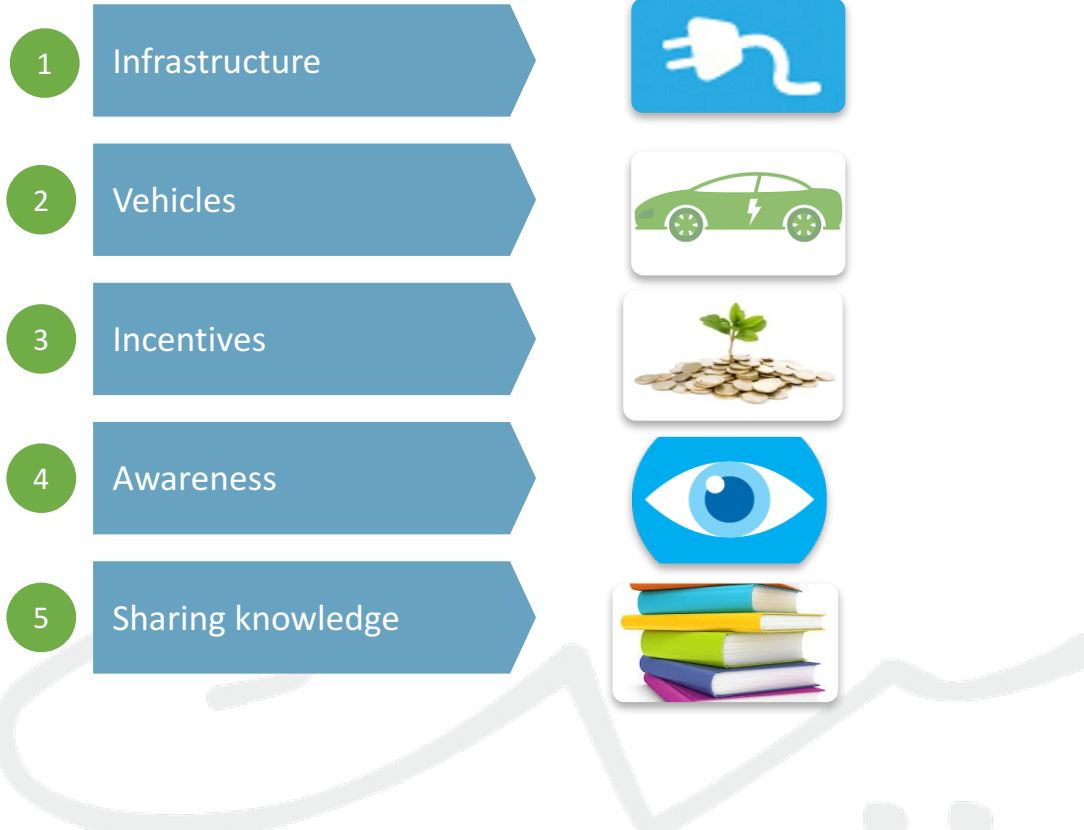 1 Infrastructure
2 Vehicles
3 Incentives
4 Awareness
5 Sharing knowledge